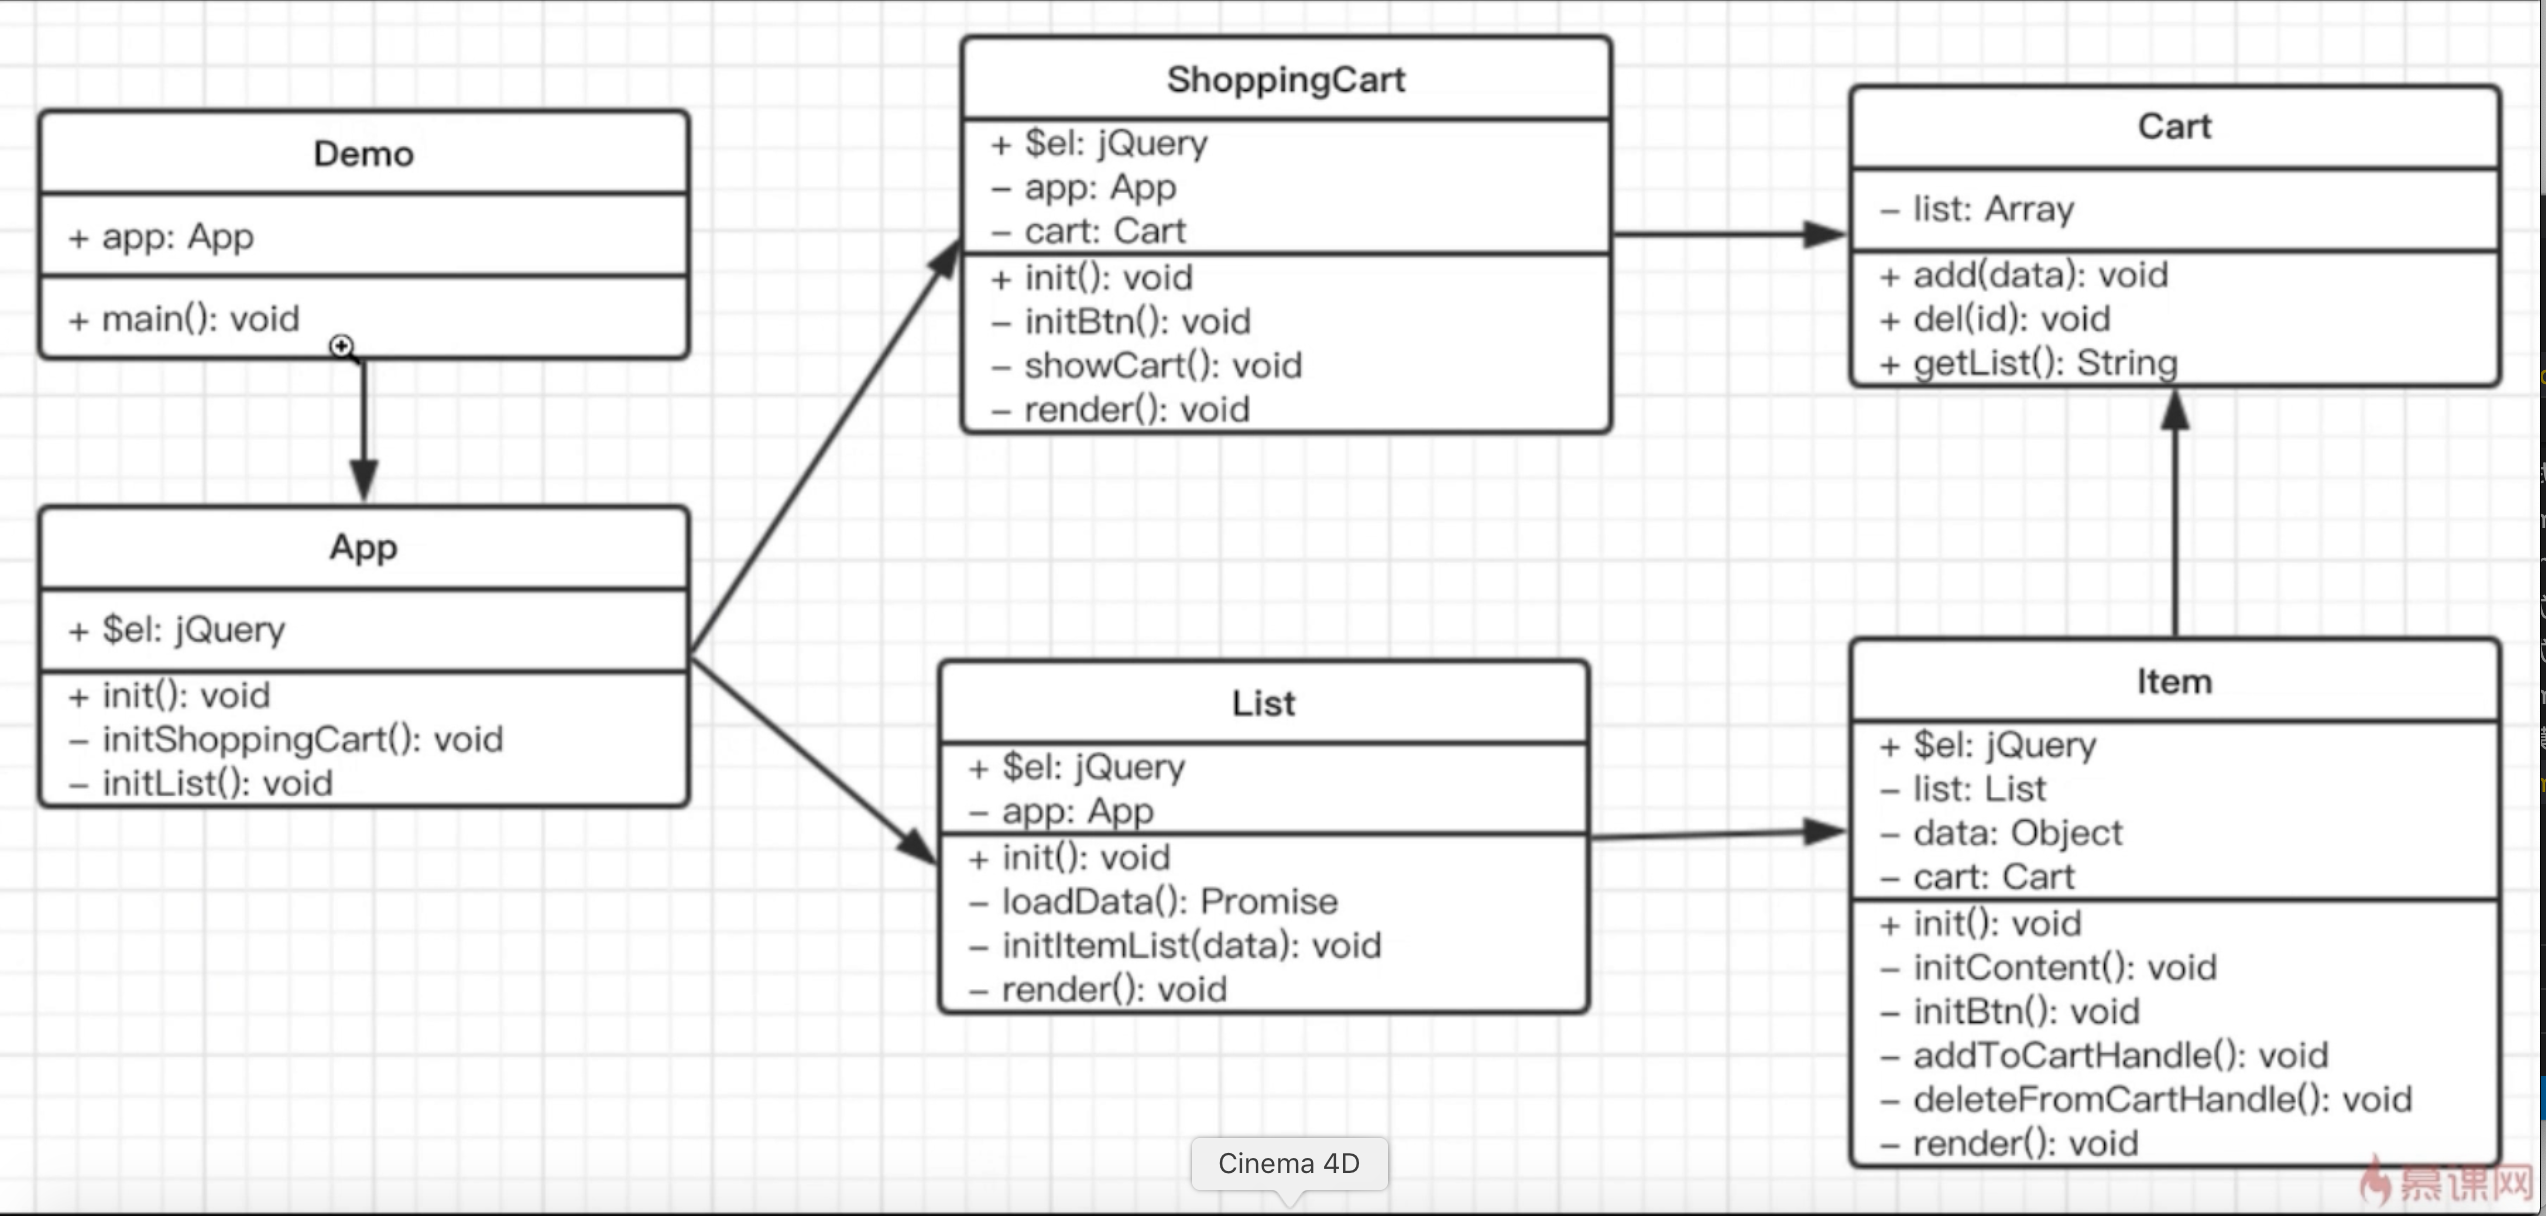 Demo
+ app: App
+ main(): void
App
+ $el: jQuery
+ init(): void
– initShoppingCart(): void
– initList(): void
ShoppingCart
+ $el: jQuery
– app: App
– cart: Cart
+ init(): void
– initBtn(): void
– showCart(): void
– render(): void
List
+ $el: jQuery
– app: App
+ init(): void
– loadData(): Promise
– initItemList(data): void
– render(): void
Cart
– list: Array
+ add(data): void
+ del(id): void
+ getList(): String
Item
+ $el: jQuery
– list: List
– data: Object
– cart: Cart
+ init(): void
– initContent(): void
– initBtn(): void
– addToCartHandle(): void
– deleteFromCartHandle(): void
– render(): void
Cinema 4D
慕课网